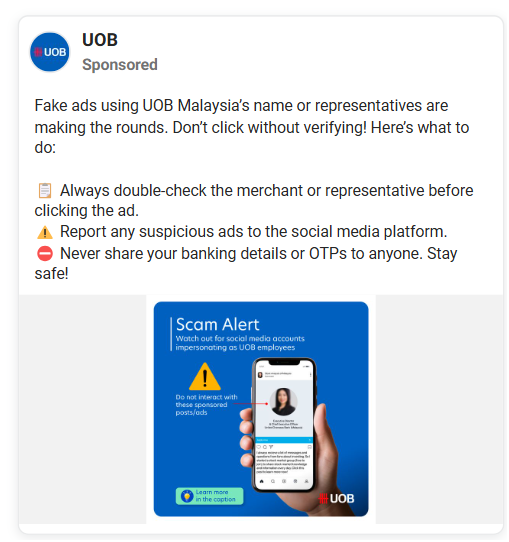 UOB
UOB
Sponsored
Fake ads using UOB Malaysia’s name or representatives are
making the rounds. Don’t click without verifying! Here’s what to
do:
📋 Always double-check the merchant or representative before
clicking the ad.
⚠️ Report any suspicious ads to the social media platform.
⛔ Never share your banking details or OTPs to anyone. Stay
safe!
Scam Alert
Watch out for social media accounts
impersonating as UOB employees
Do not interact with
these sponsored
posts/ads
Learn more
in the caption
UOB